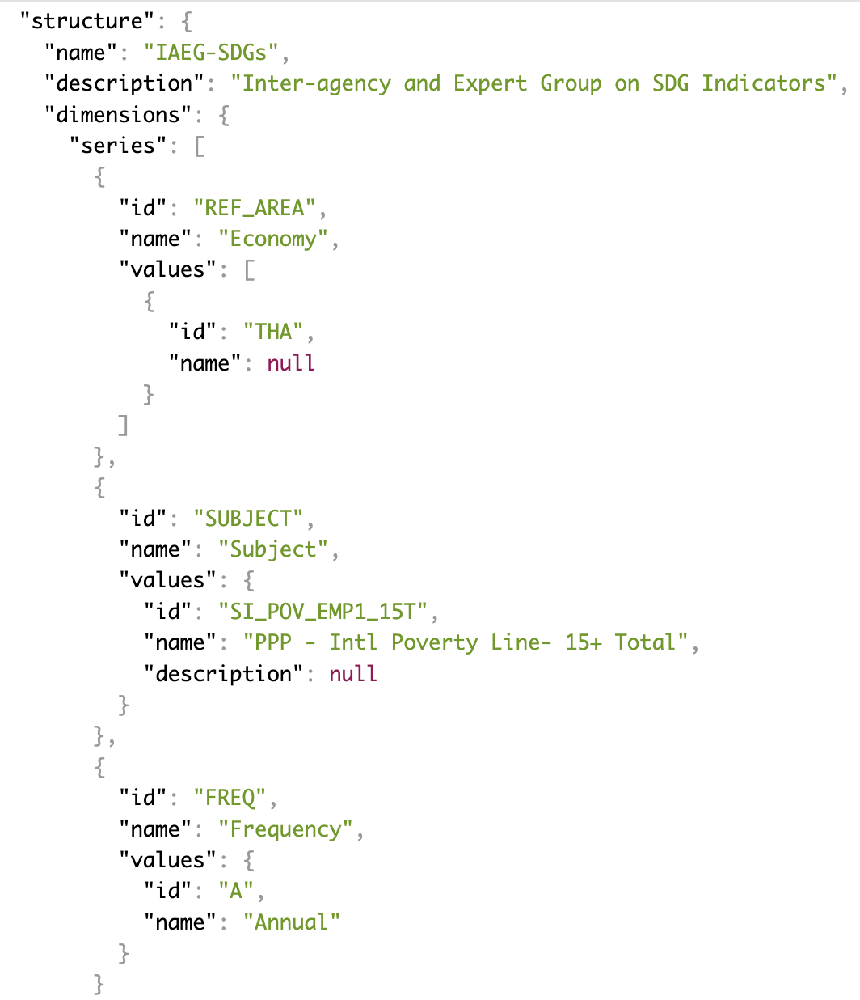 "structure": {
"name": "IAEG-SDGs",
"description": "Inter-agency and Expert Group on SDG Indicators",
"dimensions": {
"series": [
{
"id": "REF_AREA",
"name": "Economy",
"values": [
{
"id": "THA",
"name": null
}
]
},
{
"id": "SUBJECT",
"name": "Subject",
"values": {
"id": "SI_POV_EMP1_15T",
"name": "PPP - Intl Poverty Line- 15+ Total",
"description": null
}
},
{
"id": "FREQ",
"name": "Frequency",
"values": {
"id": "A",
"name": "Annual"
}
}